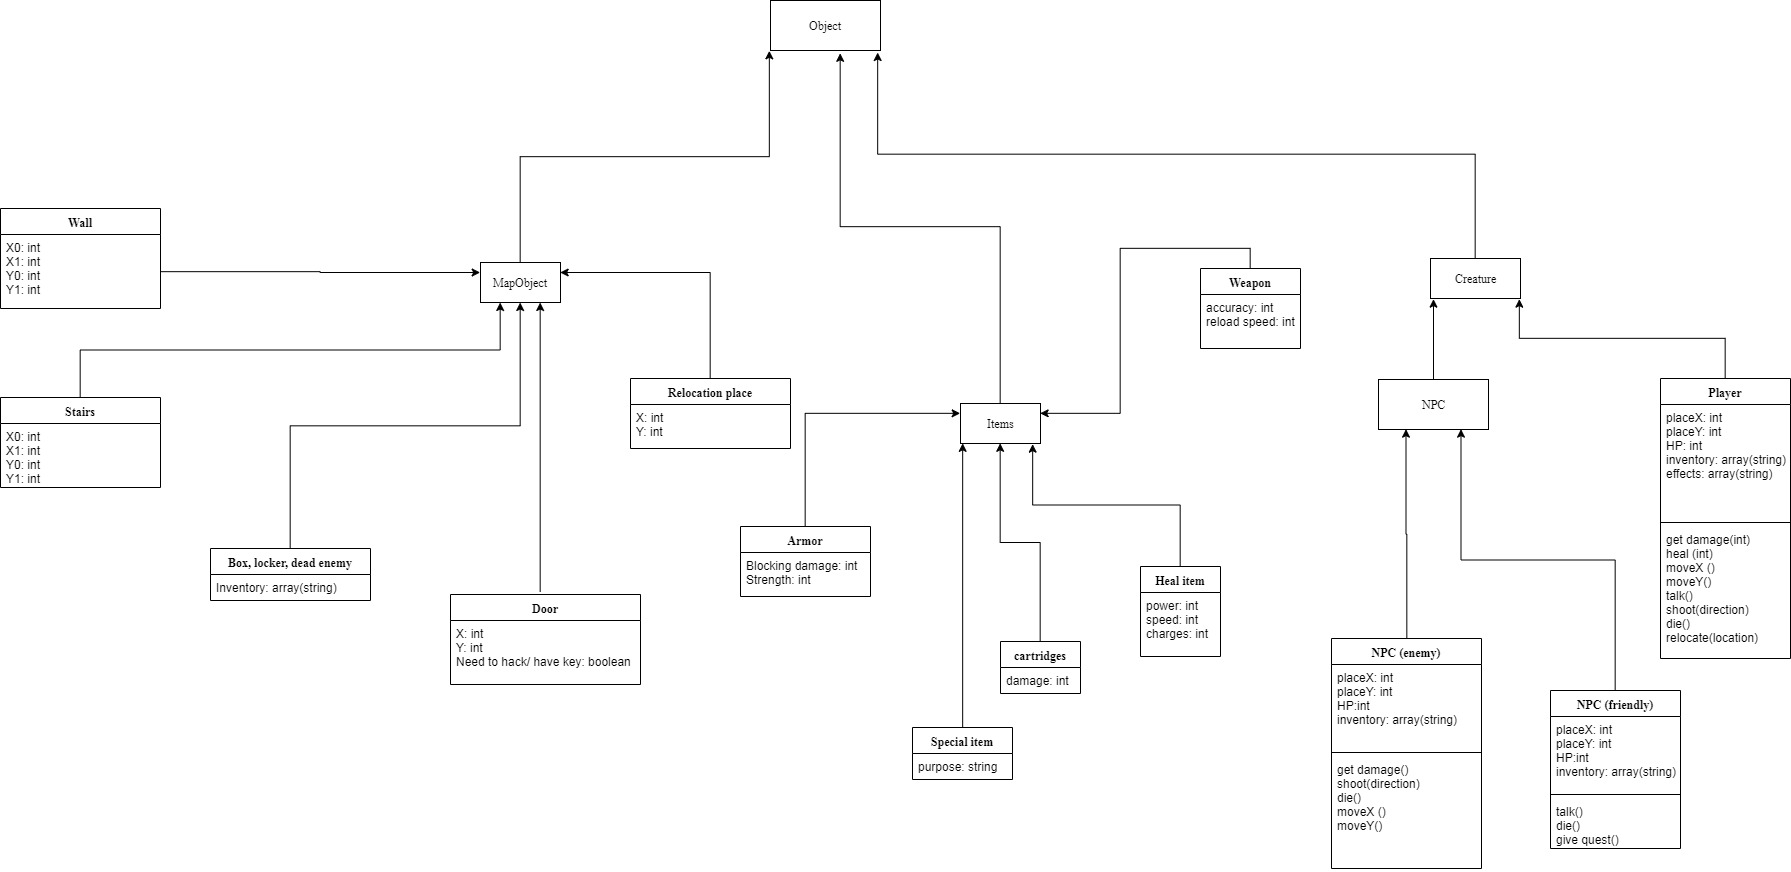 Object
Wall
X0: int
X1: int
Y0: int
Y1: int
MapObject
Stairs
X0: int
X1: int
Y0: int
Y1: int
Box, locker, dead enemy
Inventory: array(string)
Door
X: int
Y: int
Need to hack/ have key: boolean
Relocation place
X: int
Y: int
Items
Weapon
accuracy: int
reload speed: int
Armor
Blocking damage: int
Strength: int
Special item
purpose: string
cartridges
damage: int
Heal item
power: int
speed: int
charges: int
Creature
NPC
Player
placeX: int
placeY: int
HP: int
inventory: array(string)
effects: array(string)
get damage(int)
heal (int)
moveX ()
moveY()
talk()
shoot(direction)
die()
relocate(location)
NPC (enemy)
placeX: int
placeY: int
HP:int
inventory: array(string)
get damage()
shoot(direction)
die()
moveX ()
moveY()
NPC (friendly)
placeX: int
placeY: int
HP:int
inventory: array(string)
talk()
die()
give quest()